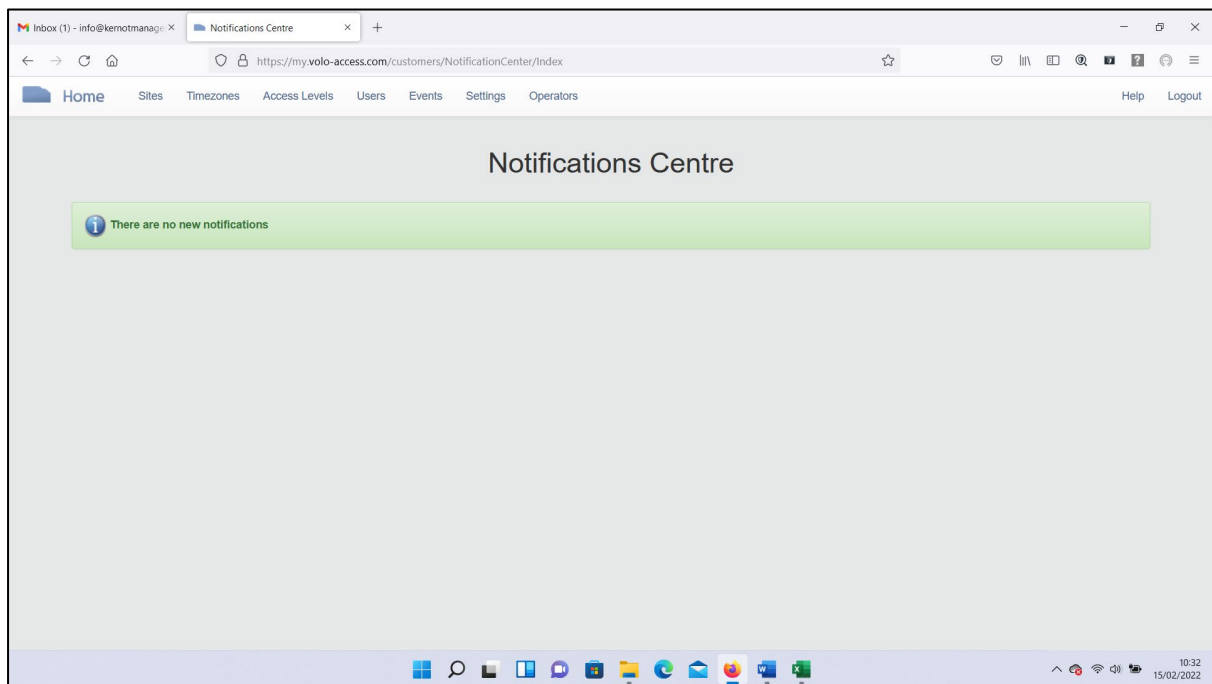 Inbox (1) - info@kernotmanage
Notifications Centre
https://my.volo-access.com/customers/NotificationCenter/Index
Home Sites Timezones Access Levels Users Events Settings Operators Help Logout
Notifications Centre
There are no new notifications
10:32
15/02/2022